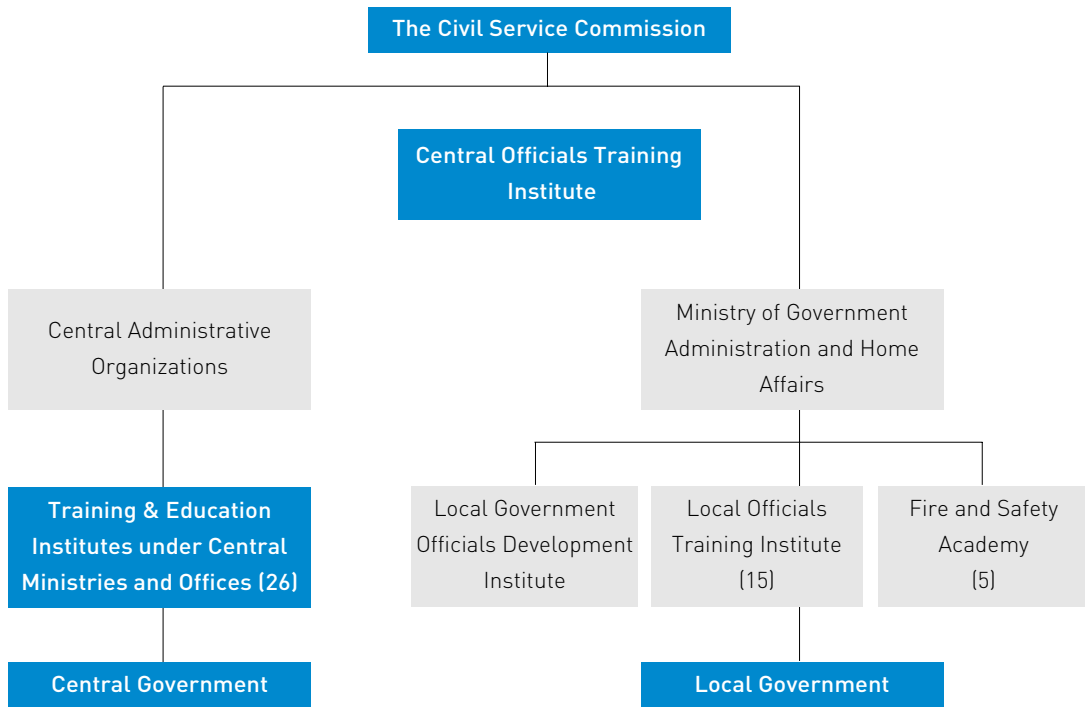 The Civil Service Commission
Central Officials Training
Institute
Central Administrative
Organizations
Ministry of Government
Administration and Home
Affairs
Training & Education
Institutes under Central
Ministries and Offices (26)
Local Government
Officials Development
Institute
Local Officials
Training Institute
(15)
Fire and Safety
Academy
(5)
Central Government
Local Government